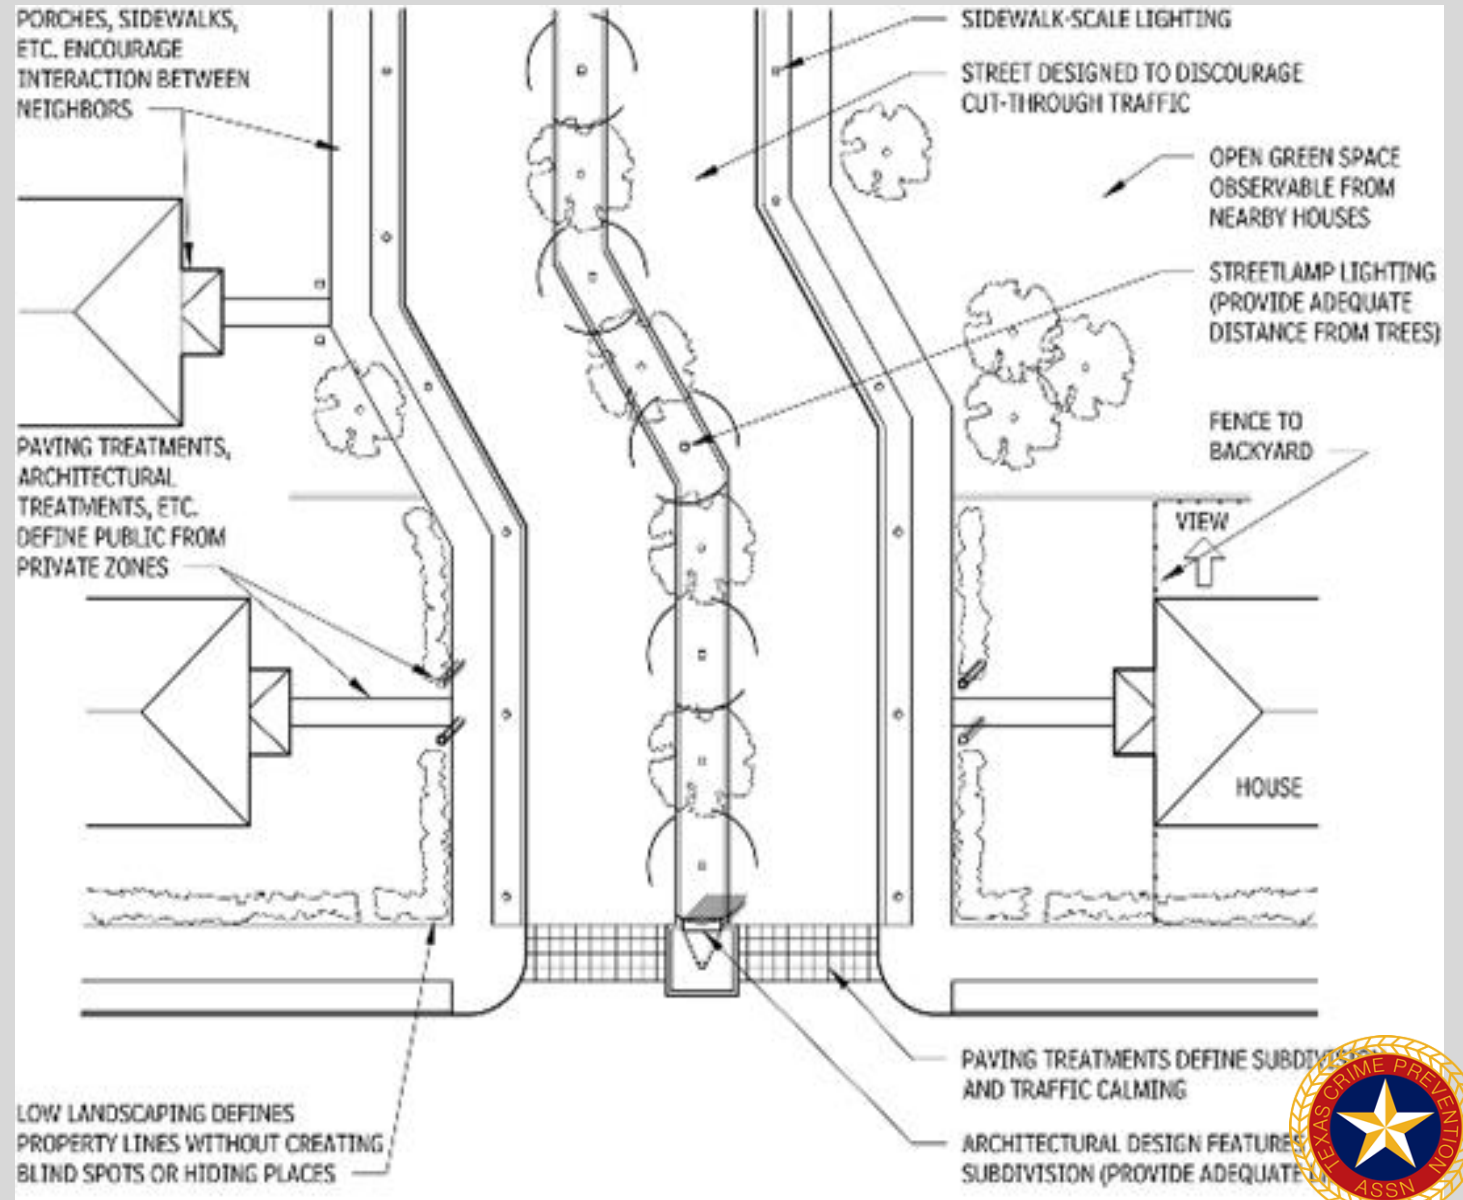 PORCHES, SIDEWALKS,
ETC. ENCOURAGE
INTERACTION BETWEEN
NEIGHBORS
SIDEWALK-SCALE LIGHTING
STREET DESIGNED TO DISCOURAGE
CUT-THROUGH TRAFFIC
OPEN GREEN SPACE
OBSERVABLE FROM
NEARBY HOUSES
STREETLAMP LIGHTING
(PROVIDE ADEQUATE
DISTANCE FROM TREES)
FENCE TO
BACKYARD
VIEW
PAVING TREATMENTS,
ARCHITECTURAL
TREATMENTS, ETC.
DEFINE PUBLIC FROM
PRIVATE ZONES
HOUSE
PAVING TREATMENTS DEFINE SUBDIVISION
AND TRAFFIC CALMING
ARCHITECTURAL DESIGN FEATURES
SUBDIVISION (PROVIDE ADEQUATE
LOW LANDSCAPING DEFINES
PROPERTY LINES WITHOUT CREATING
BLIND SPOTS OR HIDING PLACES
TEXAS CRIME PREVENTION
ASSN